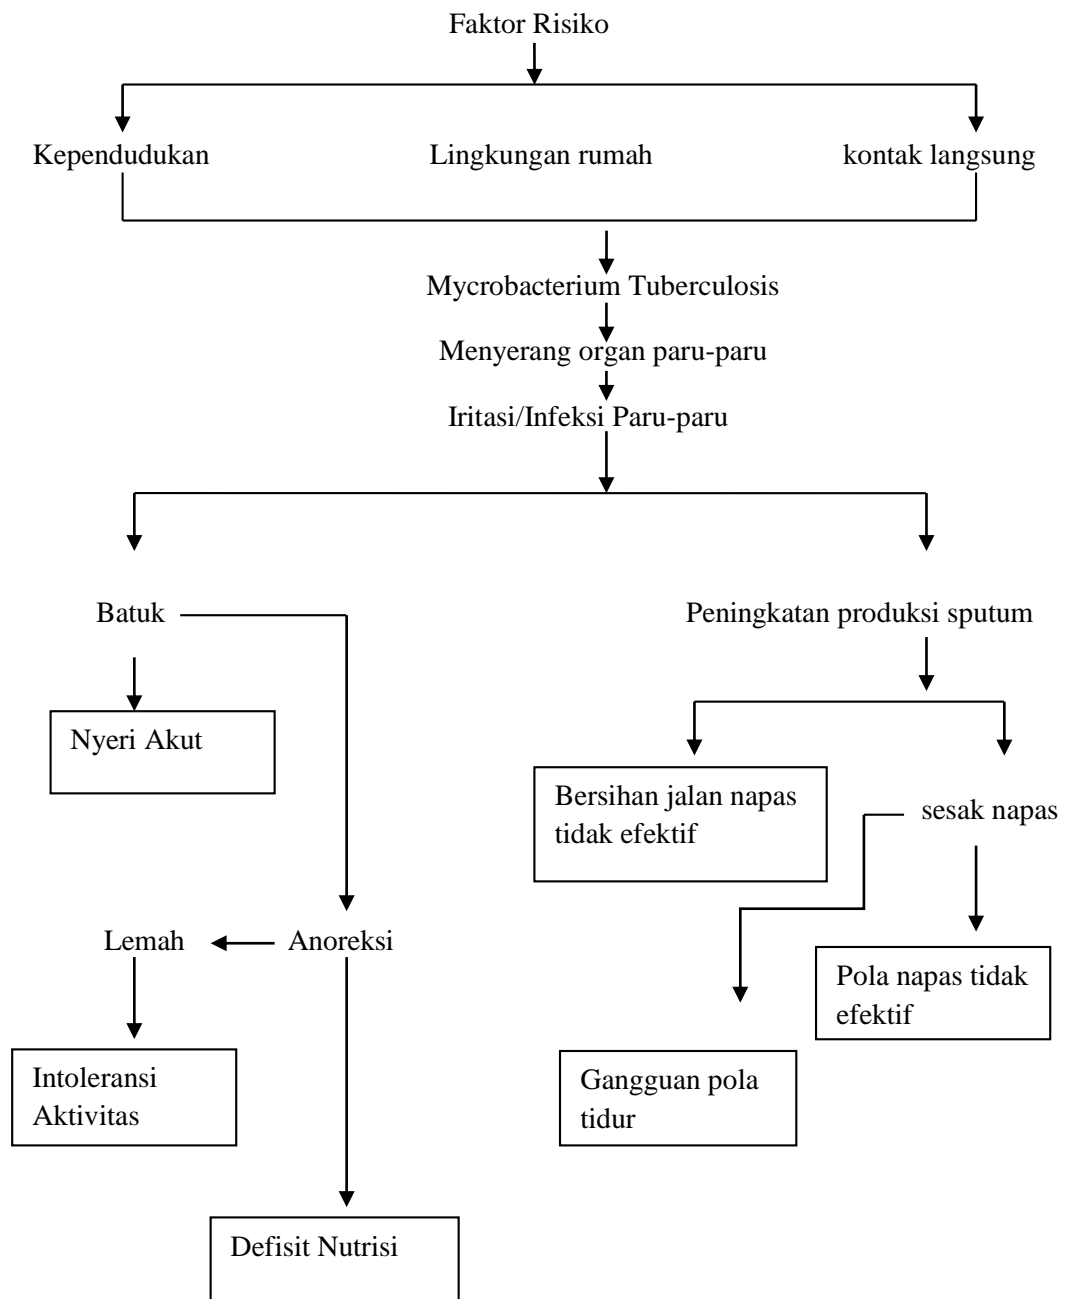 Faktor Risiko
Kependudukan
Lingkungan rumah
kontak langsung
Mycrobacterium Tuberculosis
Menyerang organ paru-paru
Iritasi/Infeksi Paru-paru
Batuk
Peningkatan produksi sputum
Nyeri Akut
Bersihan jalan napas
tidak efektif
sesak napas
Lemah
Anoreksi
Pola napas tidak
efektif
Intoleransi
Aktivitas
Gangguan pola
tidur
Defisit Nutrisi